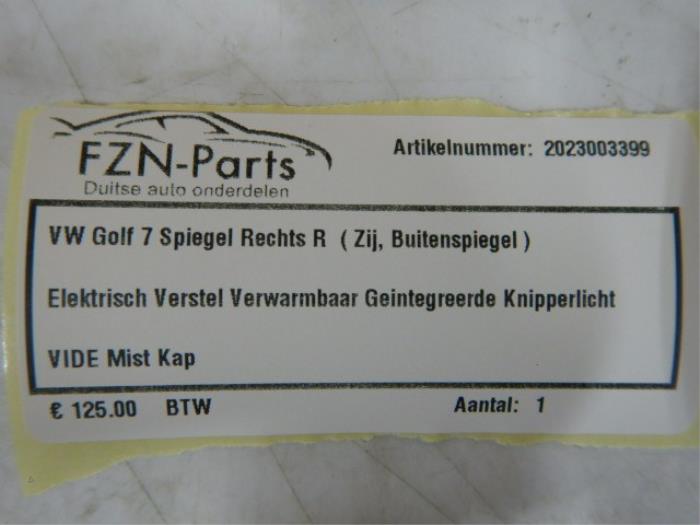 FZN-Parts
Duitse auto onderdelen
Artikelnummer: 2023003399
VW Golf 7 Spiegel Rechts R ( Zij, Buitenspiegel )
Elektrisch Verstel Verwarmbaar Geintegreerde Knipperlicht
VIDE Mist Kap
€ 125.00 BTW
Aantal: 1